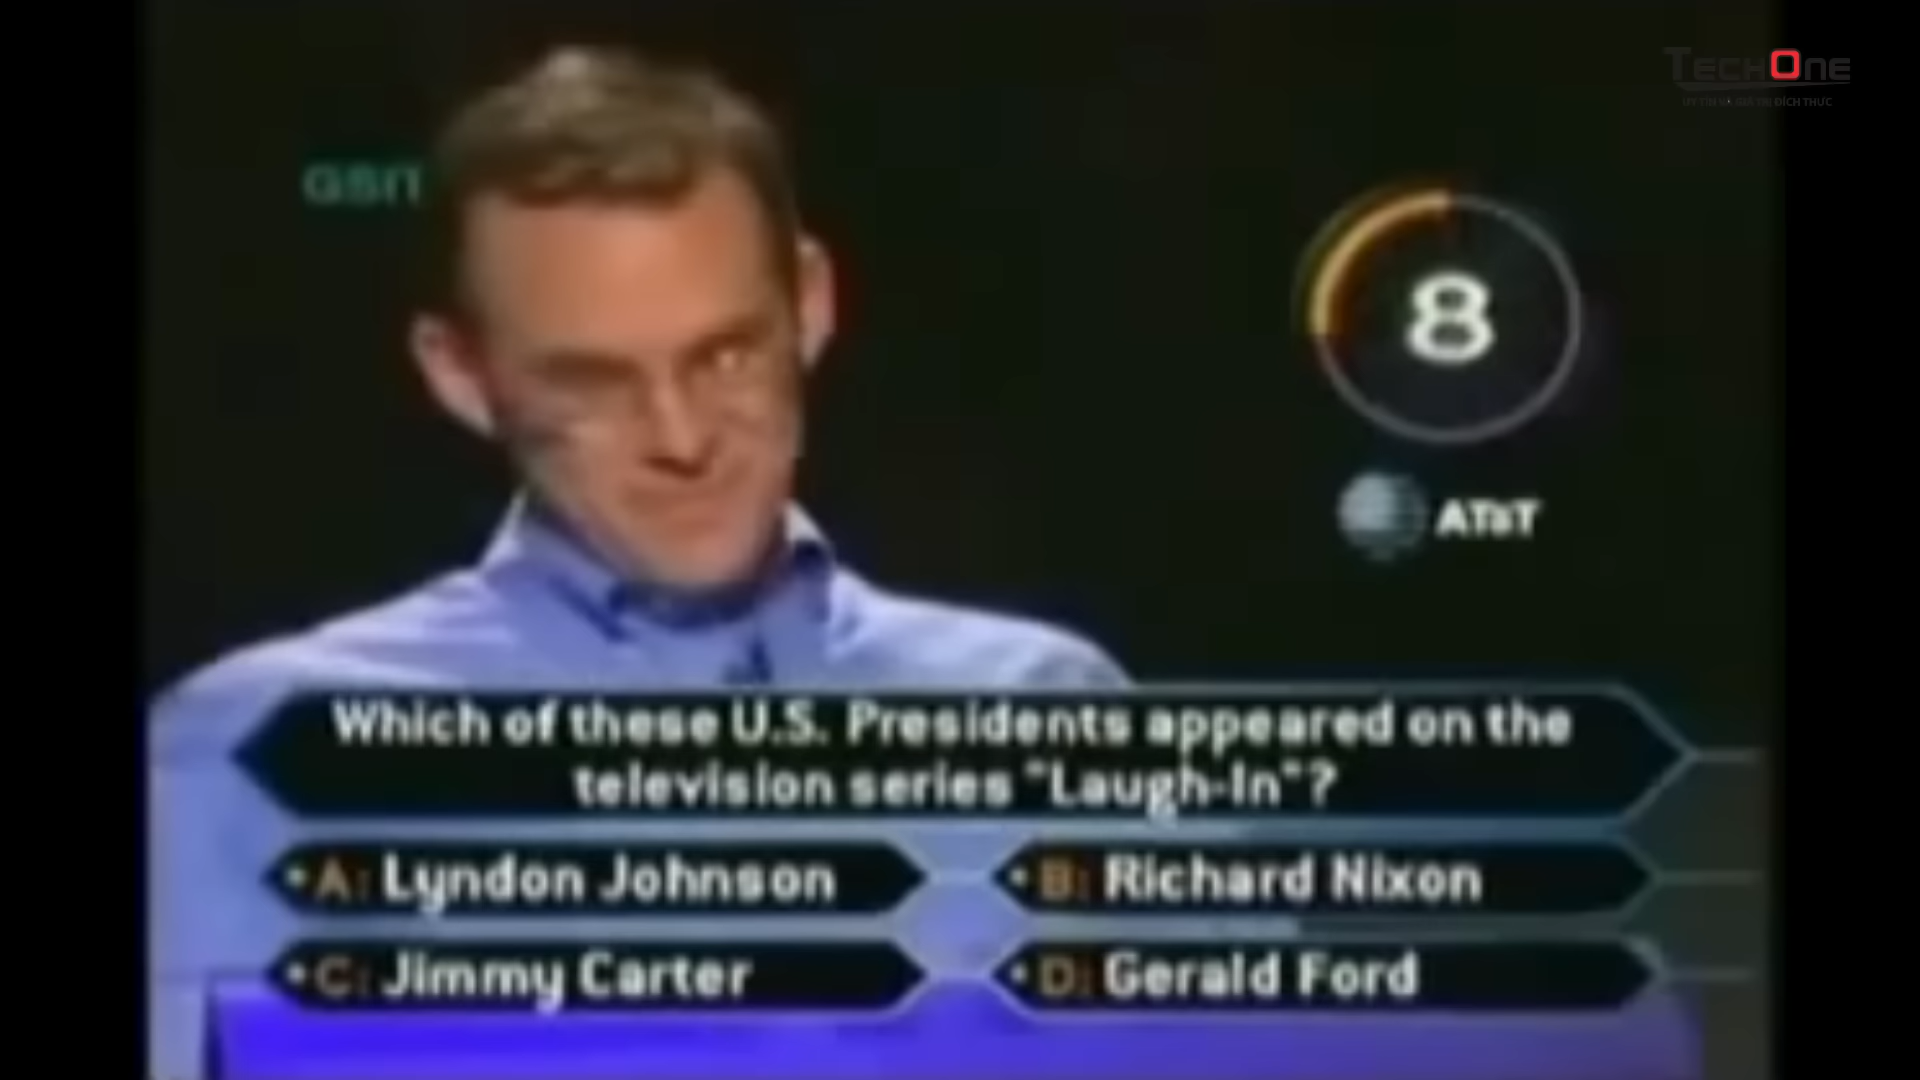 TECHONE
GSN
8
AT&T
Which of these U.S. Presidents appeared on the
television series "Laugh-In"?
A: Lyndon Johnson
B: Richard Nixon
C: Jimmy Carter
D: Gerald Ford